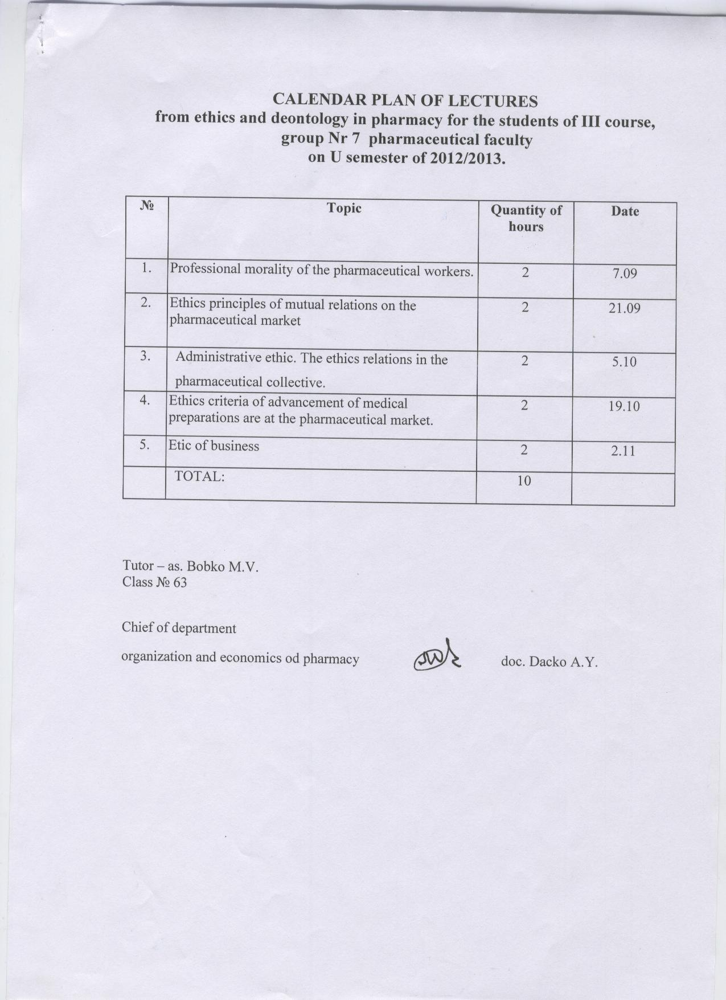 CALENDAR PLAN OF LECTURES
from ethics and deontology in pharmacy for the students of III course,
group Nr 7 pharmaceutical faculty
on U semester of 2012/2013.
№ Topic Quantity of hours Date
1. Professional morality of the pharmaceutical workers. 2 7.09
2. Ethics principles of mutual relations on the 2 21.09
pharmaceutical market
3. Administrative ethic. The ethics relations in the 2 5.10
pharmaceutical collective.
4. Ethics criteria of advancement of medical 2 19.10
preparations are at the pharmaceutical market.
5. Etic of business 2 2.11
TOTAL: 10
Tutor – as. Bobko M.V.
Class № 63
Chief of department
organization and economics od pharmacy doc. Dacko A.Y.